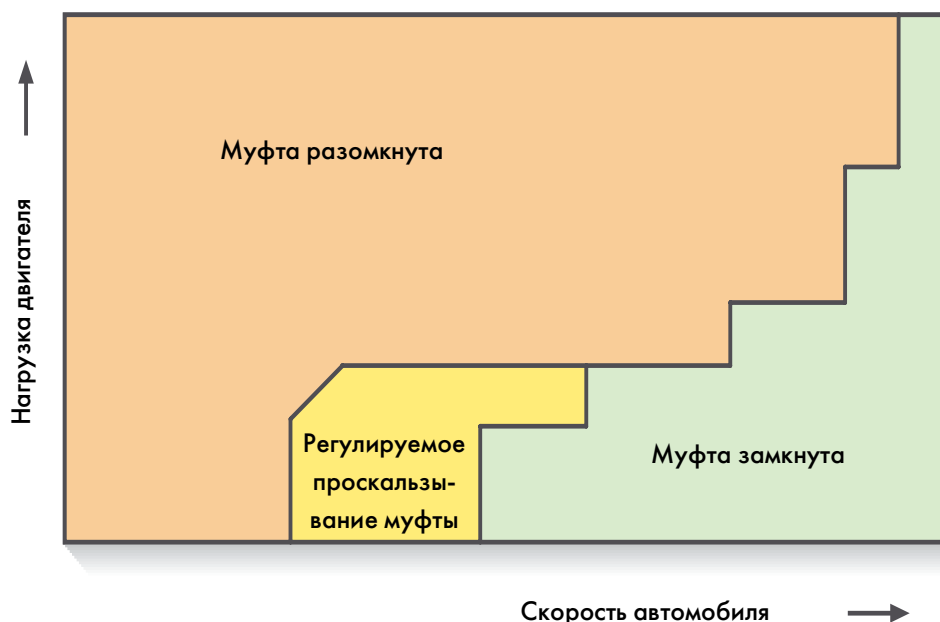 Муфта разомкнута
Нагрузка двигателя
Регулируемое
проскальзы-
вание муфты
Муфта замкнута
Скорость автомобиля